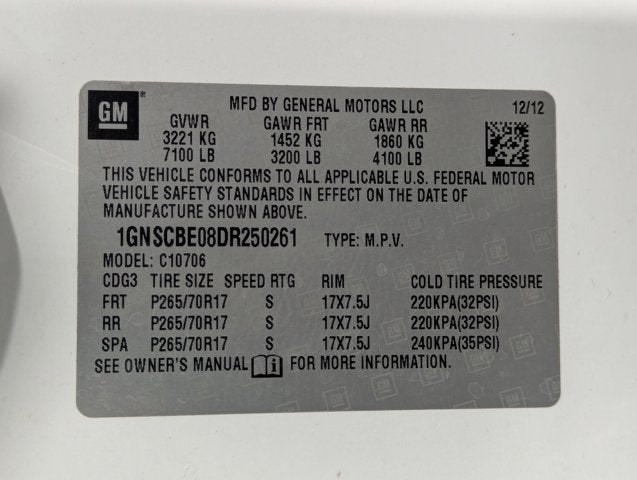 GM
MFD BY GENERAL MOTORS LLC 12/12
GVWR GAWR FRT GAWR RR
3221 KG 1452 KG 1860 KG
7100 LB 3200 LB 4100 LB
THIS VEHICLE CONFORMS TO ALL APPLICABLE U.S. FEDERAL MOTOR
VEHICLE SAFETY STANDARDS IN EFFECT ON THE DATE OF
MANUFACTURE SHOWN ABOVE.
1GNSCBE08DR250261 TYPE: M.P.V.
MODEL: C10706
CDG3 TIRE SIZE SPEED RTG RIM COLD TIRE PRESSURE
FRT P265/70R17 S 17X7.5J 220KPA(32PSI)
RR P265/70R17 S 17X7.5J 220KPA(32PSI)
SPA P265/70R17 S 17X7.5J 240KPA(35PSI)
SEE OWNER'S MANUAL FOR MORE INFORMATION.